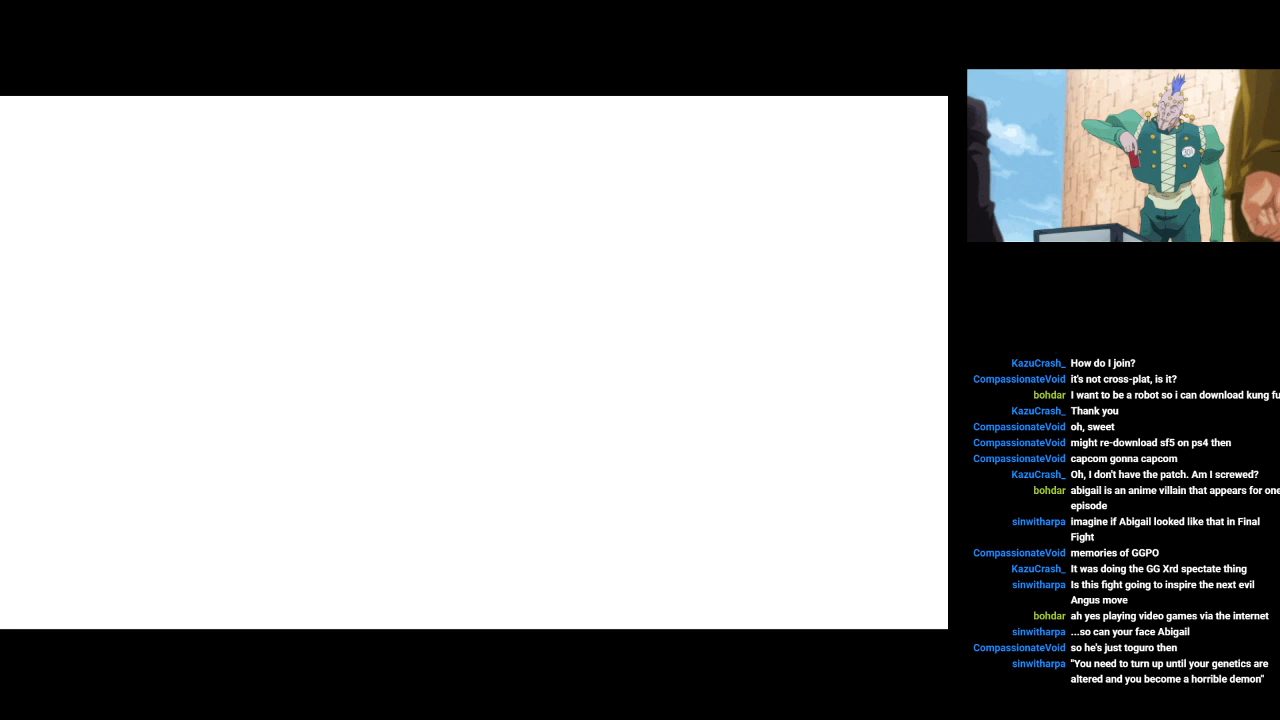 KazuCrash_ How do I join?
CompassionateVoid it's not cross-plat, is it?
bohdar I want to be a robot so i can download kung fu
KazuCrash_ Thank you
CompassionateVoid oh, sweet
CompassionateVoid might re-download sf5 on ps4 then
CompassionateVoid capcom gonna capcom
KazuCrash_ Oh, I don't have the patch. Am I screwed?
bohdar abigail is an anime villain that appears for one
episode
sinwitharpa imagine if Abigail looked like that in Final
Fight
CompassionateVoid memories of GGPO
KazuCrash_ It was doing the GG Xrd spectate thing
sinwitharpa Is this fight going to inspire the next evil
Angus move
bohdar ah yes playing video games via the internet
sinwitharpa ...so can your face Abigail
CompassionateVoid so he's just toguro then
sinwitharpa "You need to turn up until your genetics are
altered and you become a horrible demon"